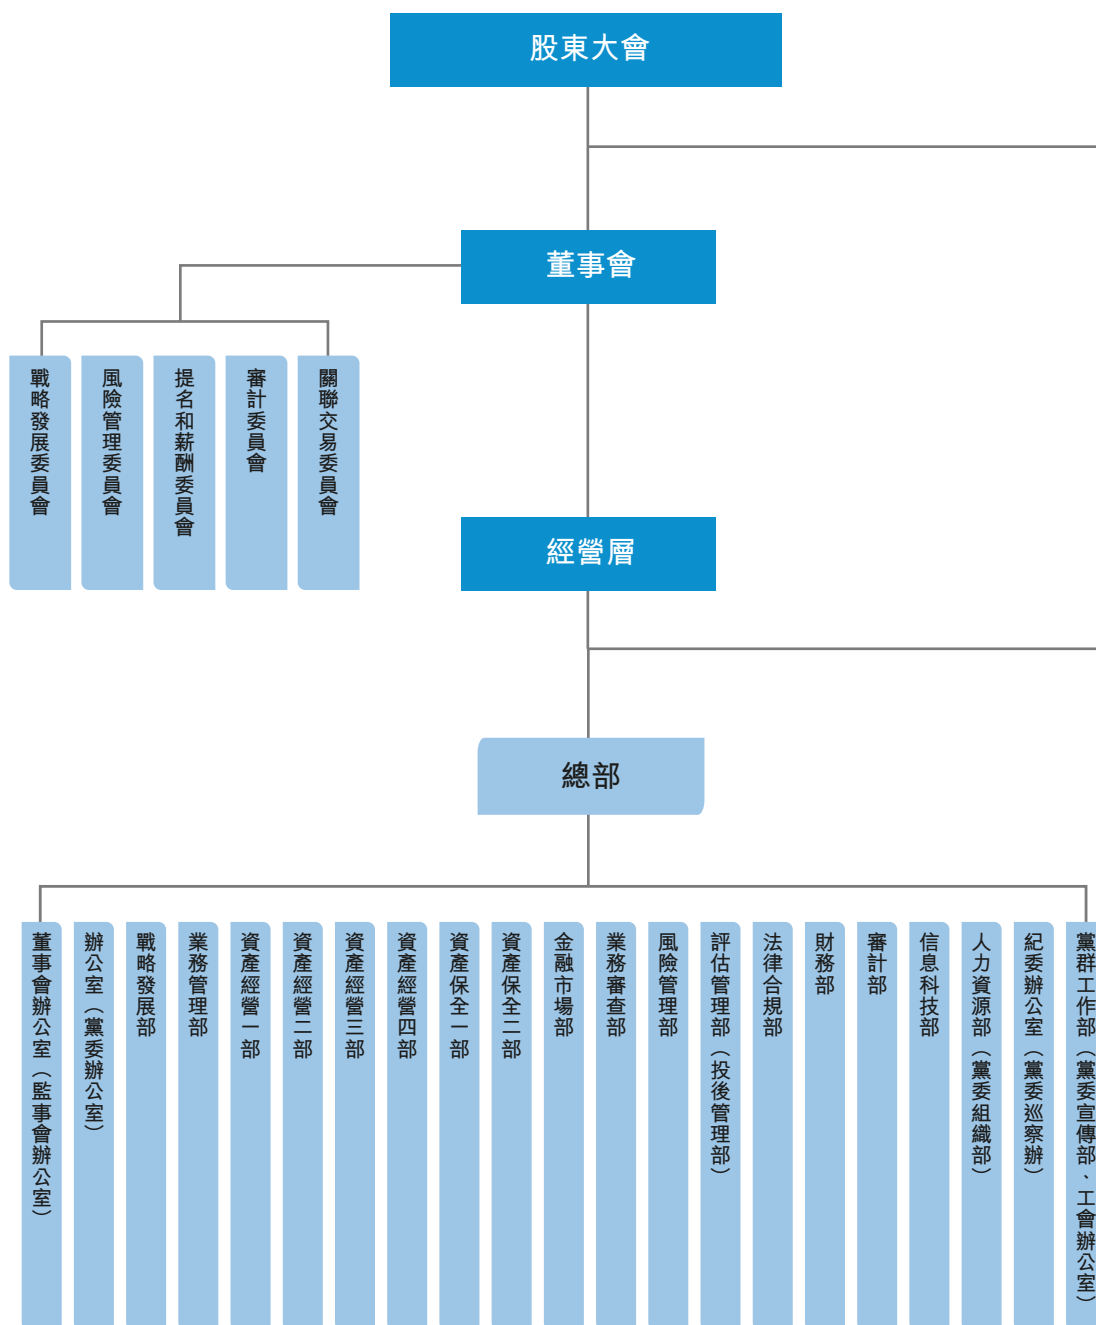 股東大會
董事會
戰略發展委員會
風險管理委員會
提名和薪酬委員會
審計委員會
關聯交易委員會
經營層
總部
董事會辦公室（監事會辦公室）
辦公室（黨委辦公室）
戰略發展部
業務管理部
資產經營一部
資產經營二部
資產經營三部
資產經營四部
資產保全一部
資產保全二部
金融市場部
業務審查部
風險管理部
評估管理部（投後管理部）
法律合規部
財務部
審計部
信息科技部
人力資源部（黨委組織部）
紀委辦公室（黨委巡察辦）
黨群工作部（黨委宣傳部、工會辦公室）